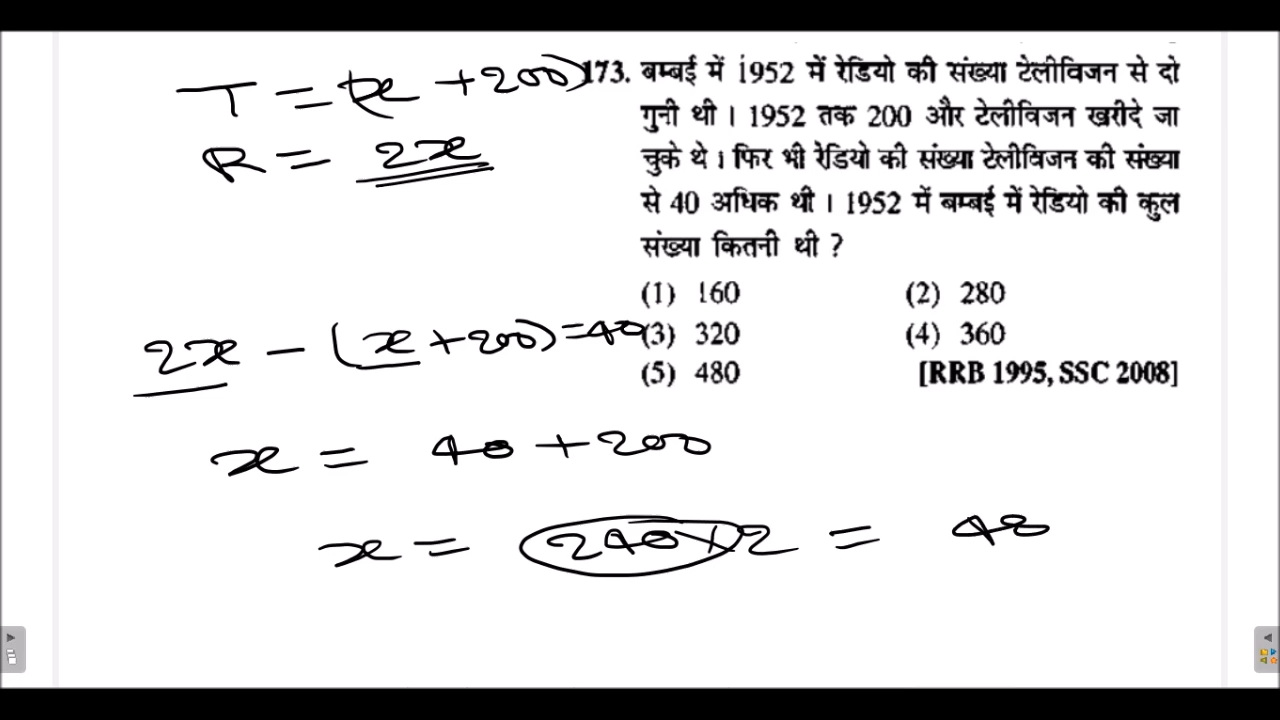 T = (x + 200)
R = 2x
173. बम्बई में 1952 में रेडियो की संख्या टेलीविजन से दो
गुनी थी । 1952 तक 200 और टेलीविजन खरीदे जा
चुके थे । फिर भी रेडियो की संख्या टेलीविजन की संख्या
से 40 अधिक थी । 1952 में बम्बई में रेडियो की कुल
संख्या कितनी थी ?
(1) 160 (2) 280
(3) 320 (4) 360
(5) 480 [RRB 1995, SSC 2008]
2x - (x + 200) = 40
x = 40 + 200
x = 240 × 2 = 48